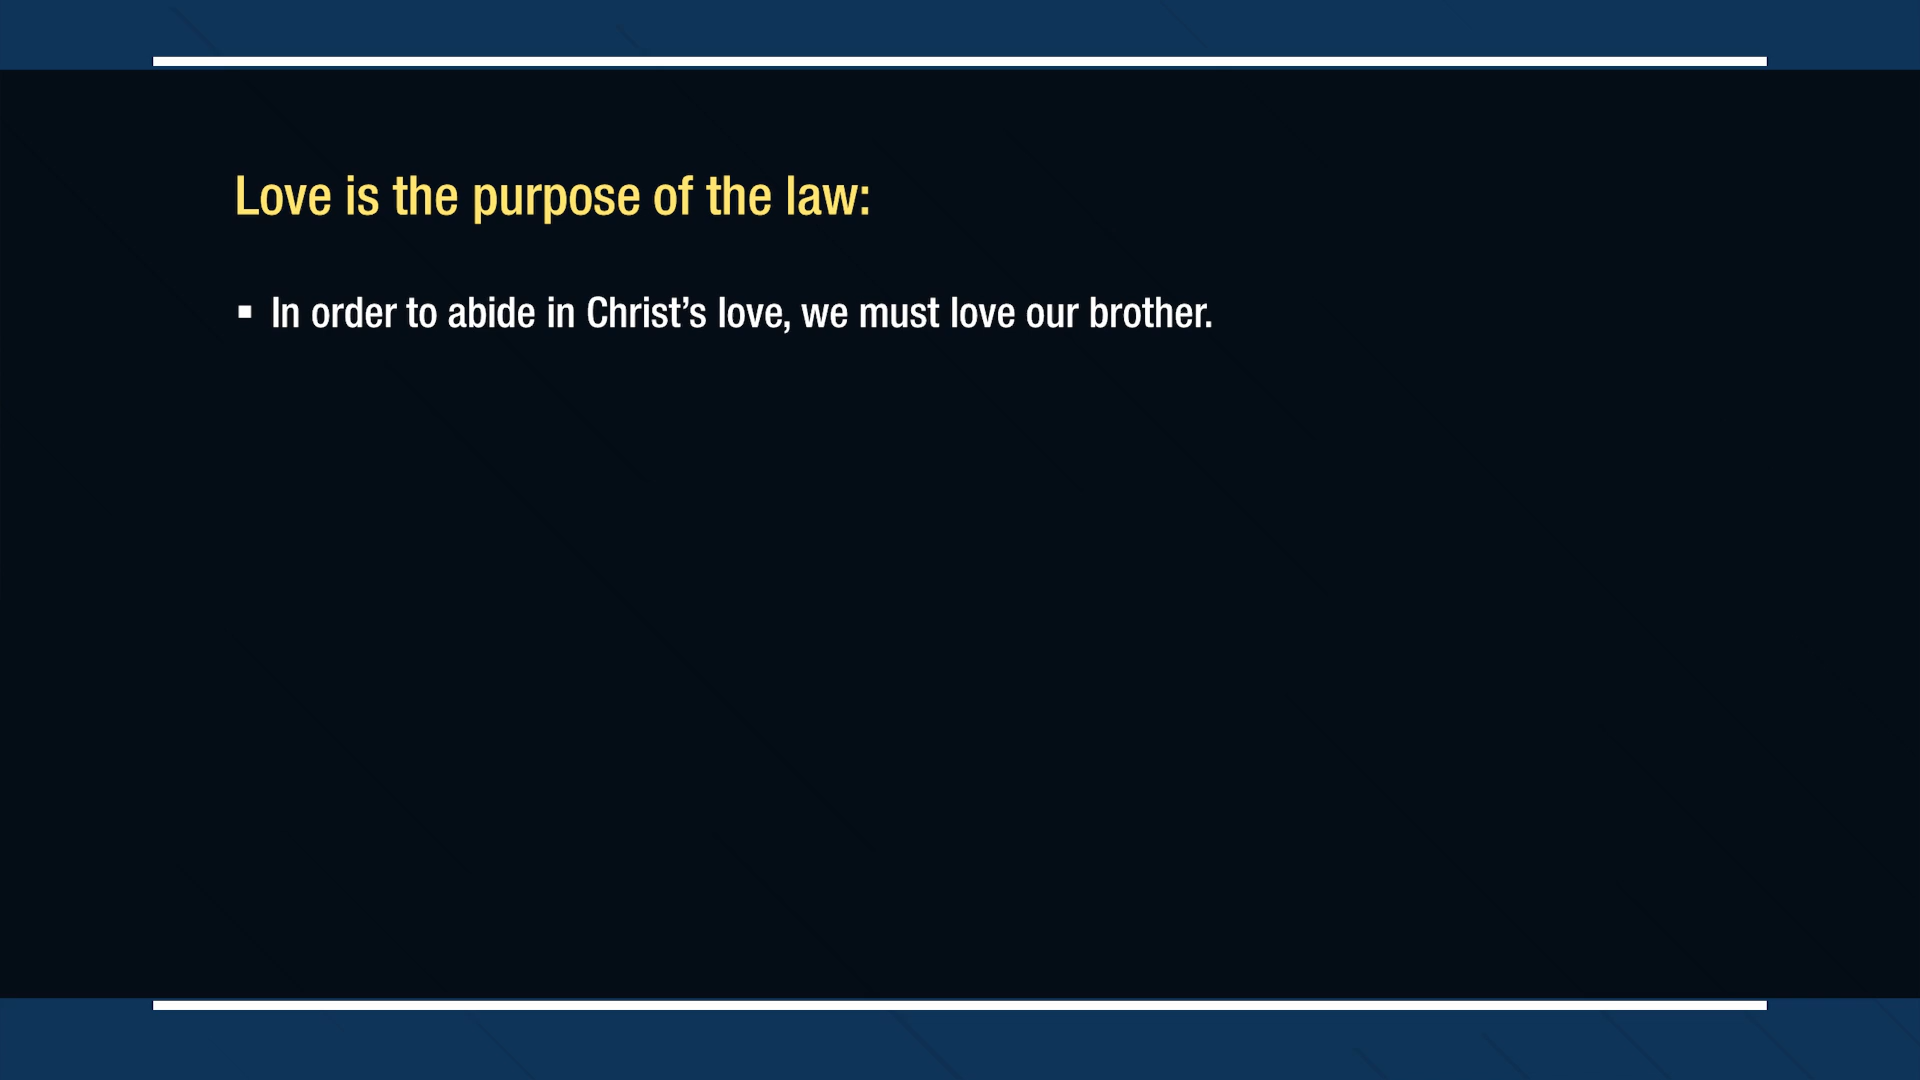 Love is the purpose of the law:
▪ In order to abide in Christ’s love, we must love our brother.